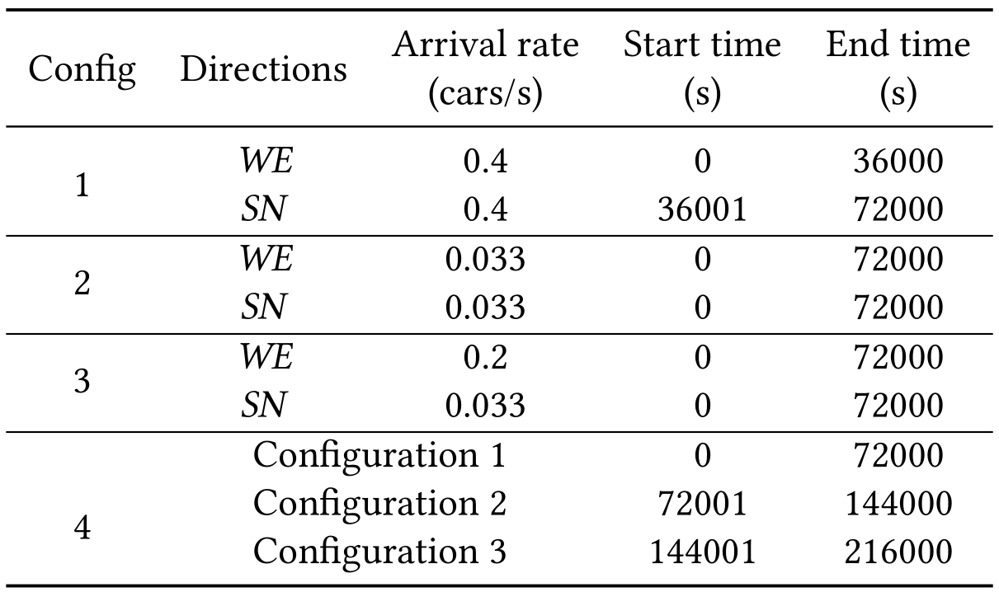 Config Directions Arrival rate (cars/s) Start time (s) End time (s)
1 WE 0.4 0 36000
SN 0.4 36001 72000
2 WE 0.033 0 72000
SN 0.033 0 72000
3 WE 0.2 0 72000
SN 0.033 0 72000
4 Configuration 1 0 72000
Configuration 2 72001 144000
Configuration 3 144001 216000